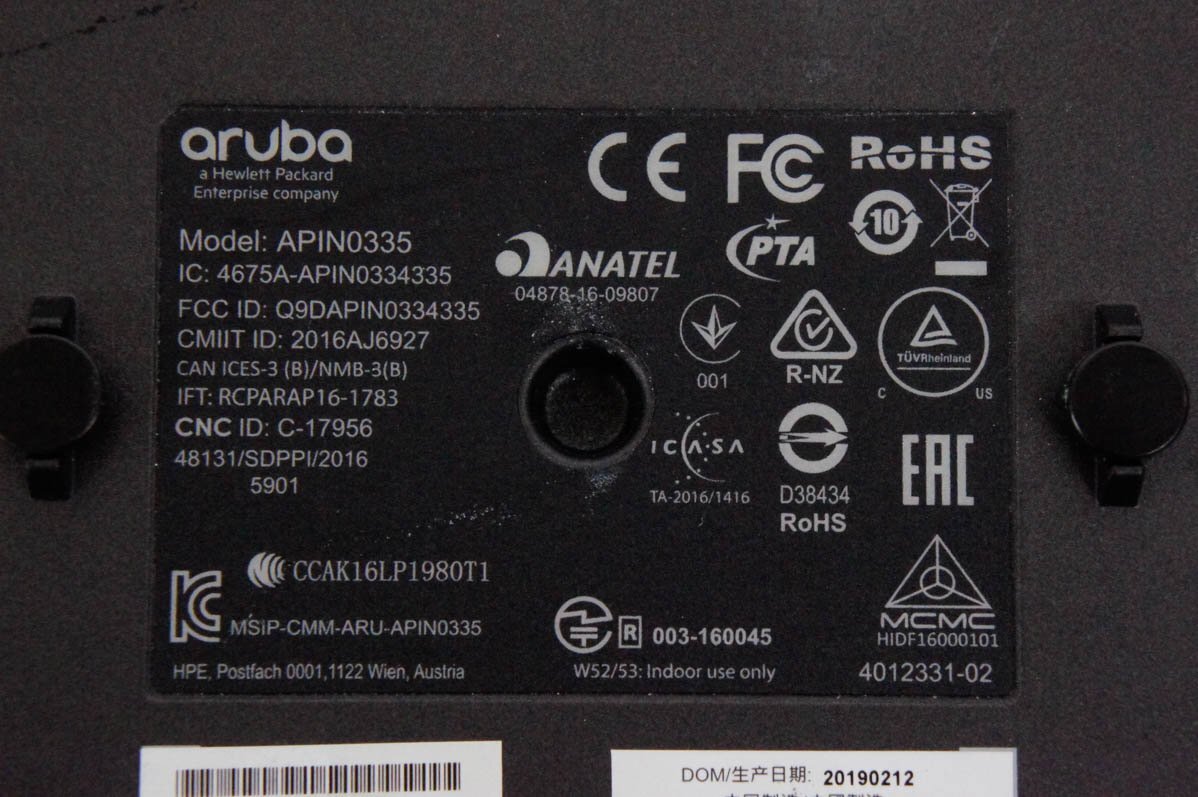 aruba
a Hewlett Packard
Enterprise company
Model: APIN0335
IC: 4675A-APIN0334335
FCC ID: Q9DAPIN0334335
CMIIT ID: 2016AJ6927
CAN ICES-3 (B)/NMB-3(B)
IFT: RCPARAP16-1783
CNC ID: C-17956
48131/SDPPI/2016
5901
CE FC RoHS
10
ANATEL
04878-16-09807
PTA
001
R-NZ
TÜVRheinland
C US
ICASA
TA-2016/1416
D38434
RoHS
EAC
CCAK16LP1980T1
MSIP-CMM-ARU-APIN0335
HPE, Postfach 0001,1122 Wien, Austria
R 003-160045
W52/53: Indoor use only
MCMC
HIDF16000101
4012331-02
DOM/生产日期: 20190212